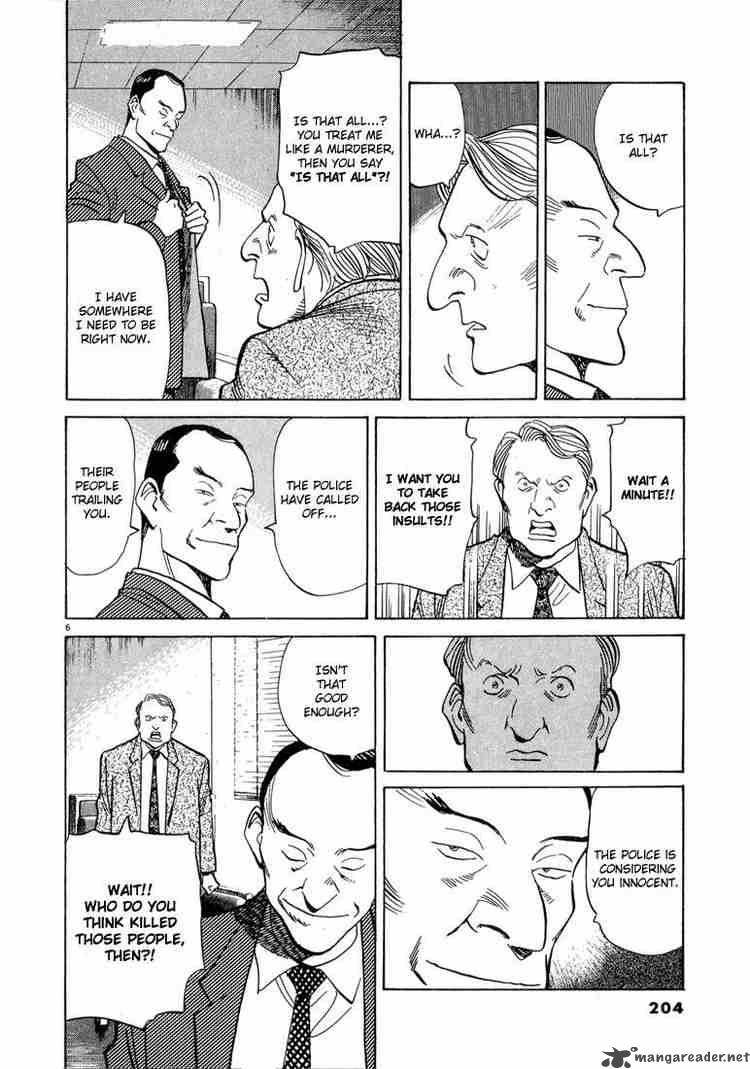 IS THAT
ALL?
WHA...?
IS THAT ALL...?
YOU TREAT ME
LIKE A MURDERER,
THEN YOU SAY
"IS THAT ALL"?!
I HAVE
SOMEWHERE
I NEED TO BE
RIGHT NOW.
WAIT A
MINUTE!!
I WANT YOU
TO TAKE
BACK THOSE
INSULTS!!
THE POLICE
HAVE CALLED
OFF...
THEIR
PEOPLE
TRAILING
YOU.
6
THE POLICE IS
CONSIDERING
YOU INNOCENT.
ISN'T
THAT
GOOD
ENOUGH?
WAIT!!
WHO DO YOU
THINK KILLED
THOSE PEOPLE,
THEN?!
204
mangareader.net